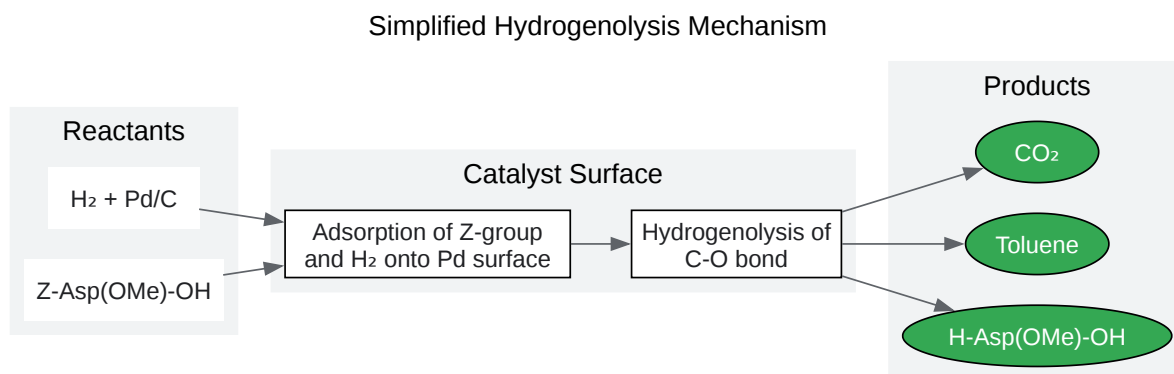 Simplified Hydrogenolysis Mechanism
Reactants
H₂ + Pd/C
Z-Asp(OMe)-OH
Catalyst Surface
Adsorption of Z-group
and H₂ onto Pd surface
Hydrogenolysis of
C-O bond
Products
CO₂
Toluene
H-Asp(OMe)-OH